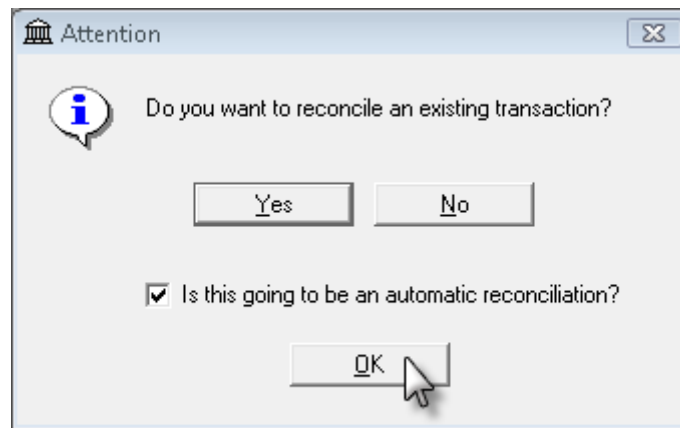 Attention
Do you want to reconcile an existing transaction?
Yes No
Is this going to be an automatic reconciliation?
OK